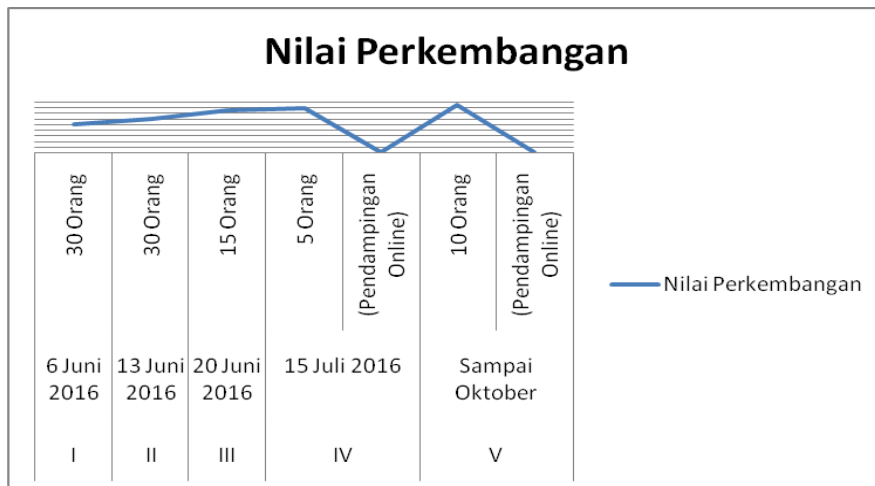 Nilai Perkembangan
30 Orang
30 Orang
15 Orang
5 Orang
(Pendampingan
Online)
10 Orang
(Pendampingan
Online)
Nilai Perkembangan
6 Juni
2016
13 Juni
2016
20 Juni
2016
15 Juli 2016
Sampai
Oktober
I
II
III
IV
V